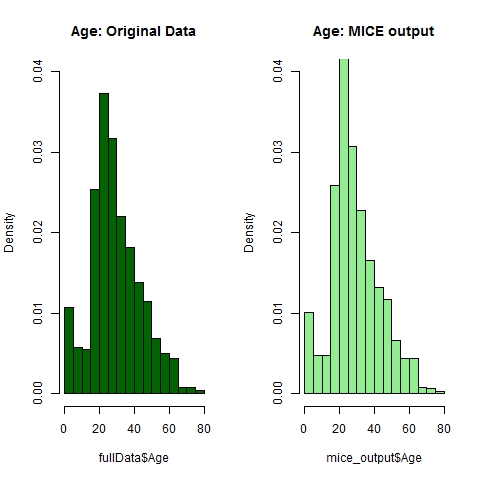 Age: Original Data
0.04
0.03
0.02
0.01
0.00
Density
0 20 40 60 80
fullData$Age
Age: MICE output
0.04
0.03
0.02
0.01
0.00
Density
0 20 40 60 80
mice_output$Age